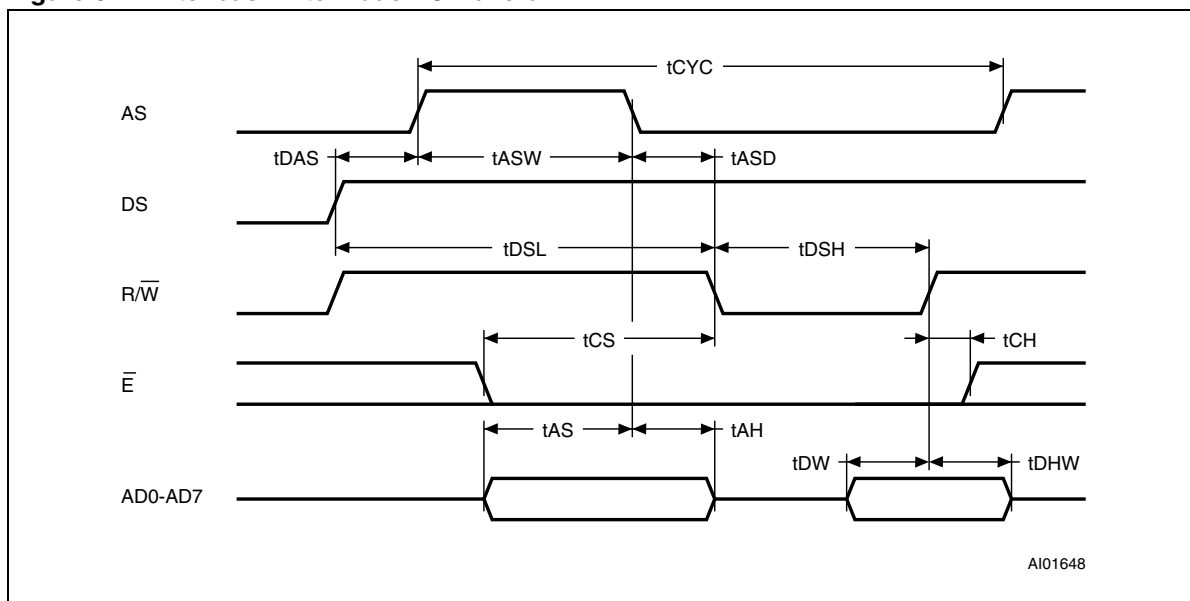 tCYC
AS
tDAS
tASW
tASD
DS
tDSL
tDSH
R/W̅
tCS
tCH
E̅
tAS
tAH
tDW
tDHW
AD0-AD7
AI01648